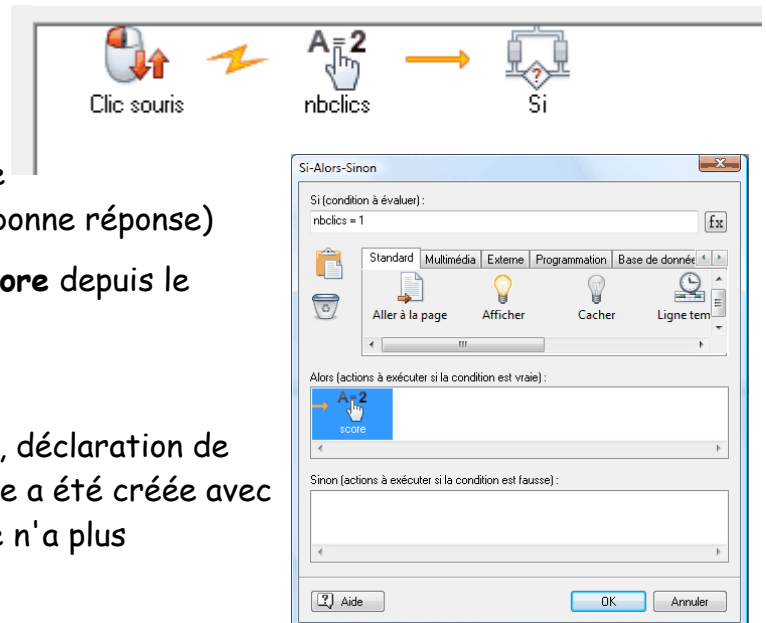 A=2
Clic souris nbclics Si
e
onne réponse)
ore depuis le
, déclaration de
e a été créée avec
e n'a plus
Si-Alors-Sinon
Si (condition à évaluer) :
nbclics = 1
fx
Standard Multimédia Externe Programmation Base de donnée
Aller à la page Afficher Cacher Ligne tem
Alors (actions à exécuter si la condition est vraie) :
A=2
score
Sinon (actions à exécuter si la condition est fausse) :
Aide OK Annuler